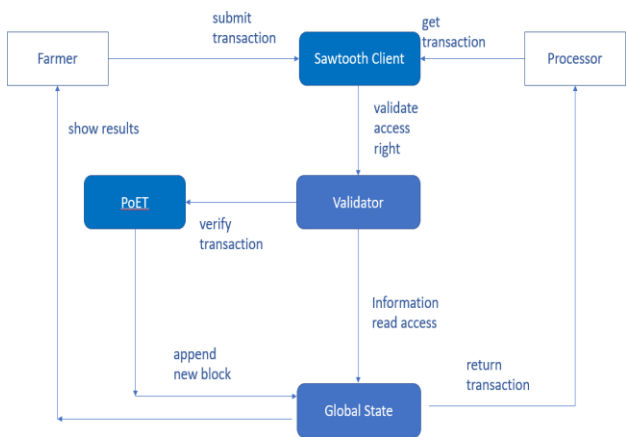 submit
transaction
get
transaction
Farmer
Sawtooth Client
Processor
show results
validate
access
right
PoET
Validator
verify
transaction
Information
read access
append
new block
return
transaction
Global State